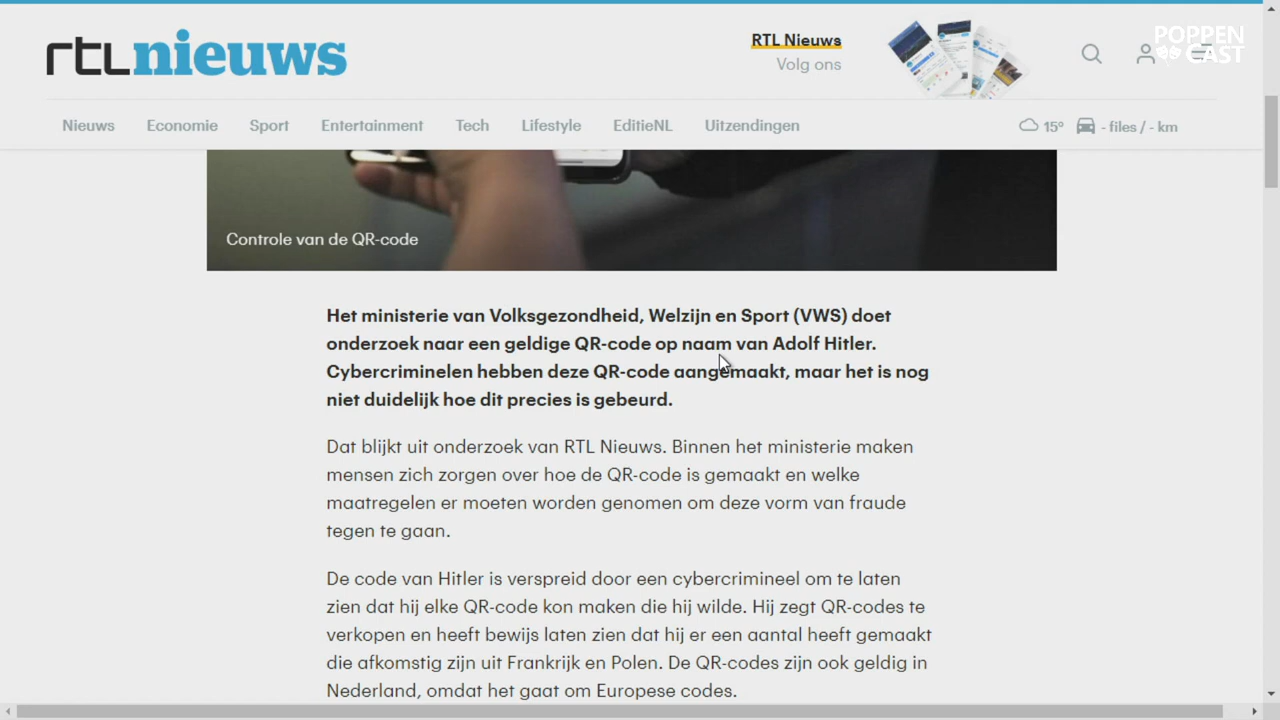 rtlnieuws
RTL Nieuws
Volg ons
POPPEN
CAST
Nieuws
Economie
Sport
Entertainment
Tech
Lifestyle
EditieNL
Uitzendingen
15°
- files / - km
Controle van de QR-code
Het ministerie van Volksgezondheid, Welzijn en Sport (VWS) doet
onderzoek naar een geldige QR-code op naam van Adolf Hitler.
Cybercriminelen hebben deze QR-code aangemaakt, maar het is nog
niet duidelijk hoe dit precies is gebeurd.
Dat blijkt uit onderzoek van RTL Nieuws. Binnen het ministerie maken
mensen zich zorgen over hoe de QR-code is gemaakt en welke
maatregelen er moeten worden genomen om deze vorm van fraude
tegen te gaan.
De code van Hitler is verspreid door een cybercrimineel om te laten
zien dat hij elke QR-code kon maken die hij wilde. Hij zegt QR-codes te
verkopen en heeft bewijs laten zien dat hij er een aantal heeft gemaakt
die afkomstig zijn uit Frankrijk en Polen. De QR-codes zijn ook geldig in
Nederland, omdat het gaat om Europese codes.